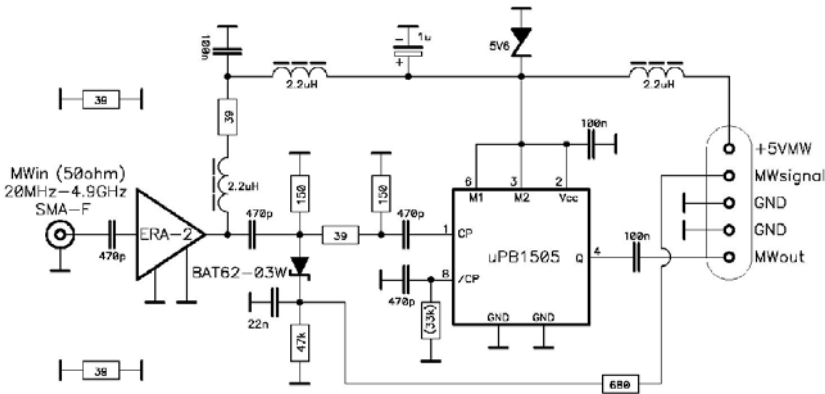 100n
2.2uH
39
-
1u
+
5V6
2.2uH
39
2.2uH
100n
6 3 2
M1 M2 Vcc
MWin (50ohm)
20MHz-4.9GHz
SMA-F
470p
ERA-2
470p
150
39
150
470p
1 CP
8 /CP
470p
(33k)
uPB1505
Q 4
GND GND
100n
BAT62-03W
22n
47k
680
39
+5VMW
MWsignal
GND
GND
MWout